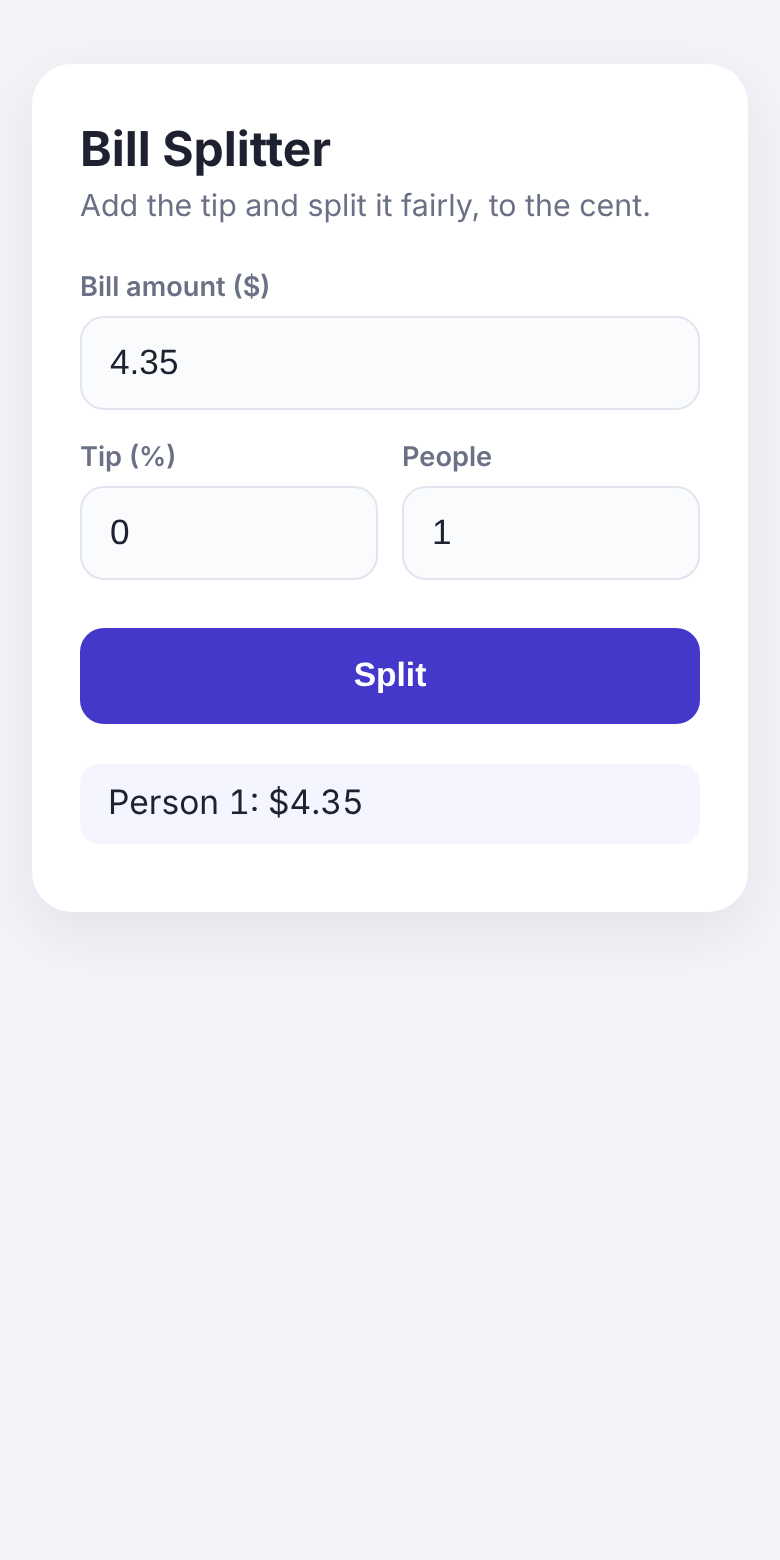 Bill Splitter
Add the tip and split it fairly, to the cent.
Bill amount ($)
4.35
Tip (%) People
0 1
Split
Person 1: $4.35